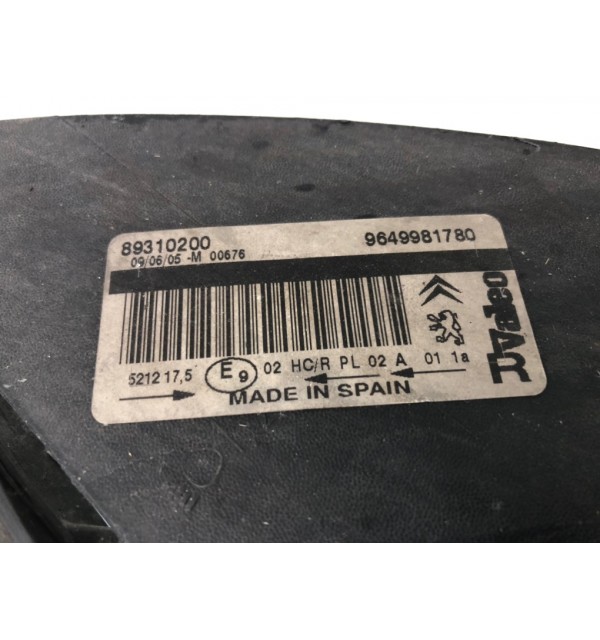 89310200 9649981780
09/06/05 -M 00676
Valeo
5212 17,5 E9 02 HC/R PL 02 A 01 1a
MADE IN SPAIN